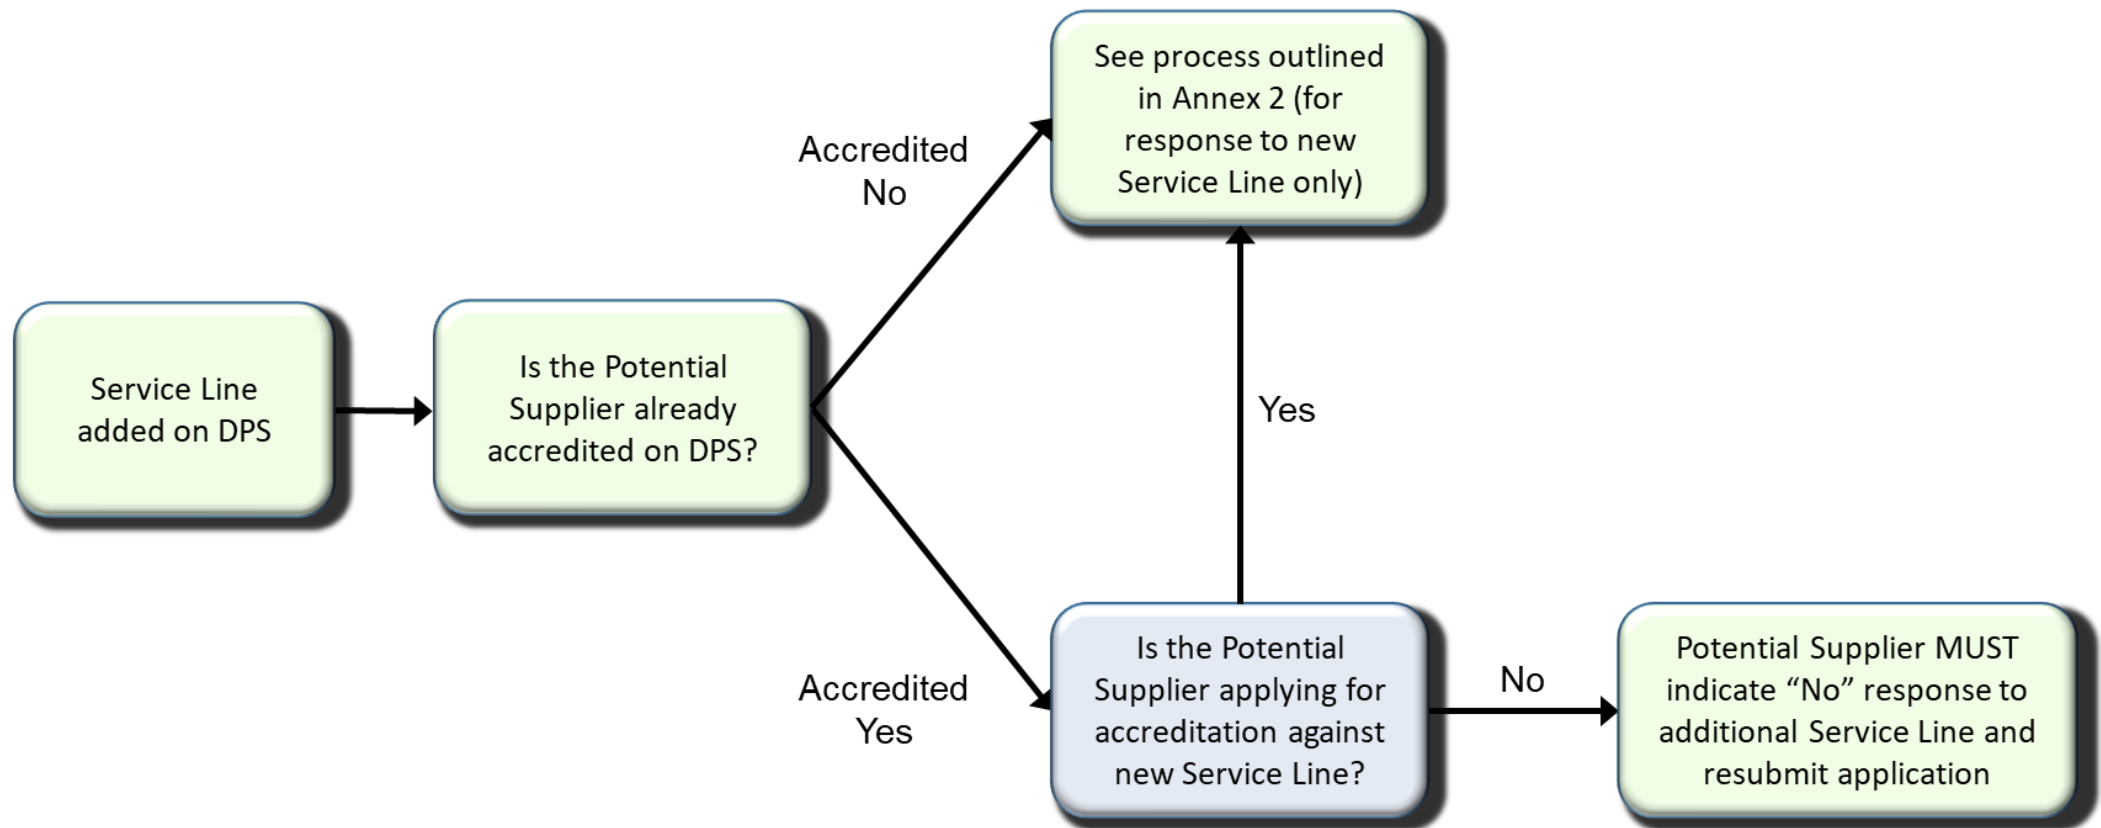 Service Line
added on DPS
Is the Potential
Supplier already
accredited on DPS?
Accredited
No
See process outlined
in Annex 2 (for
response to new
Service Line only)
Yes
Accredited
Yes
Is the Potential
Supplier applying for
accreditation against
new Service Line?
No
Potential Supplier MUST
indicate “No” response to
additional Service Line and
resubmit application